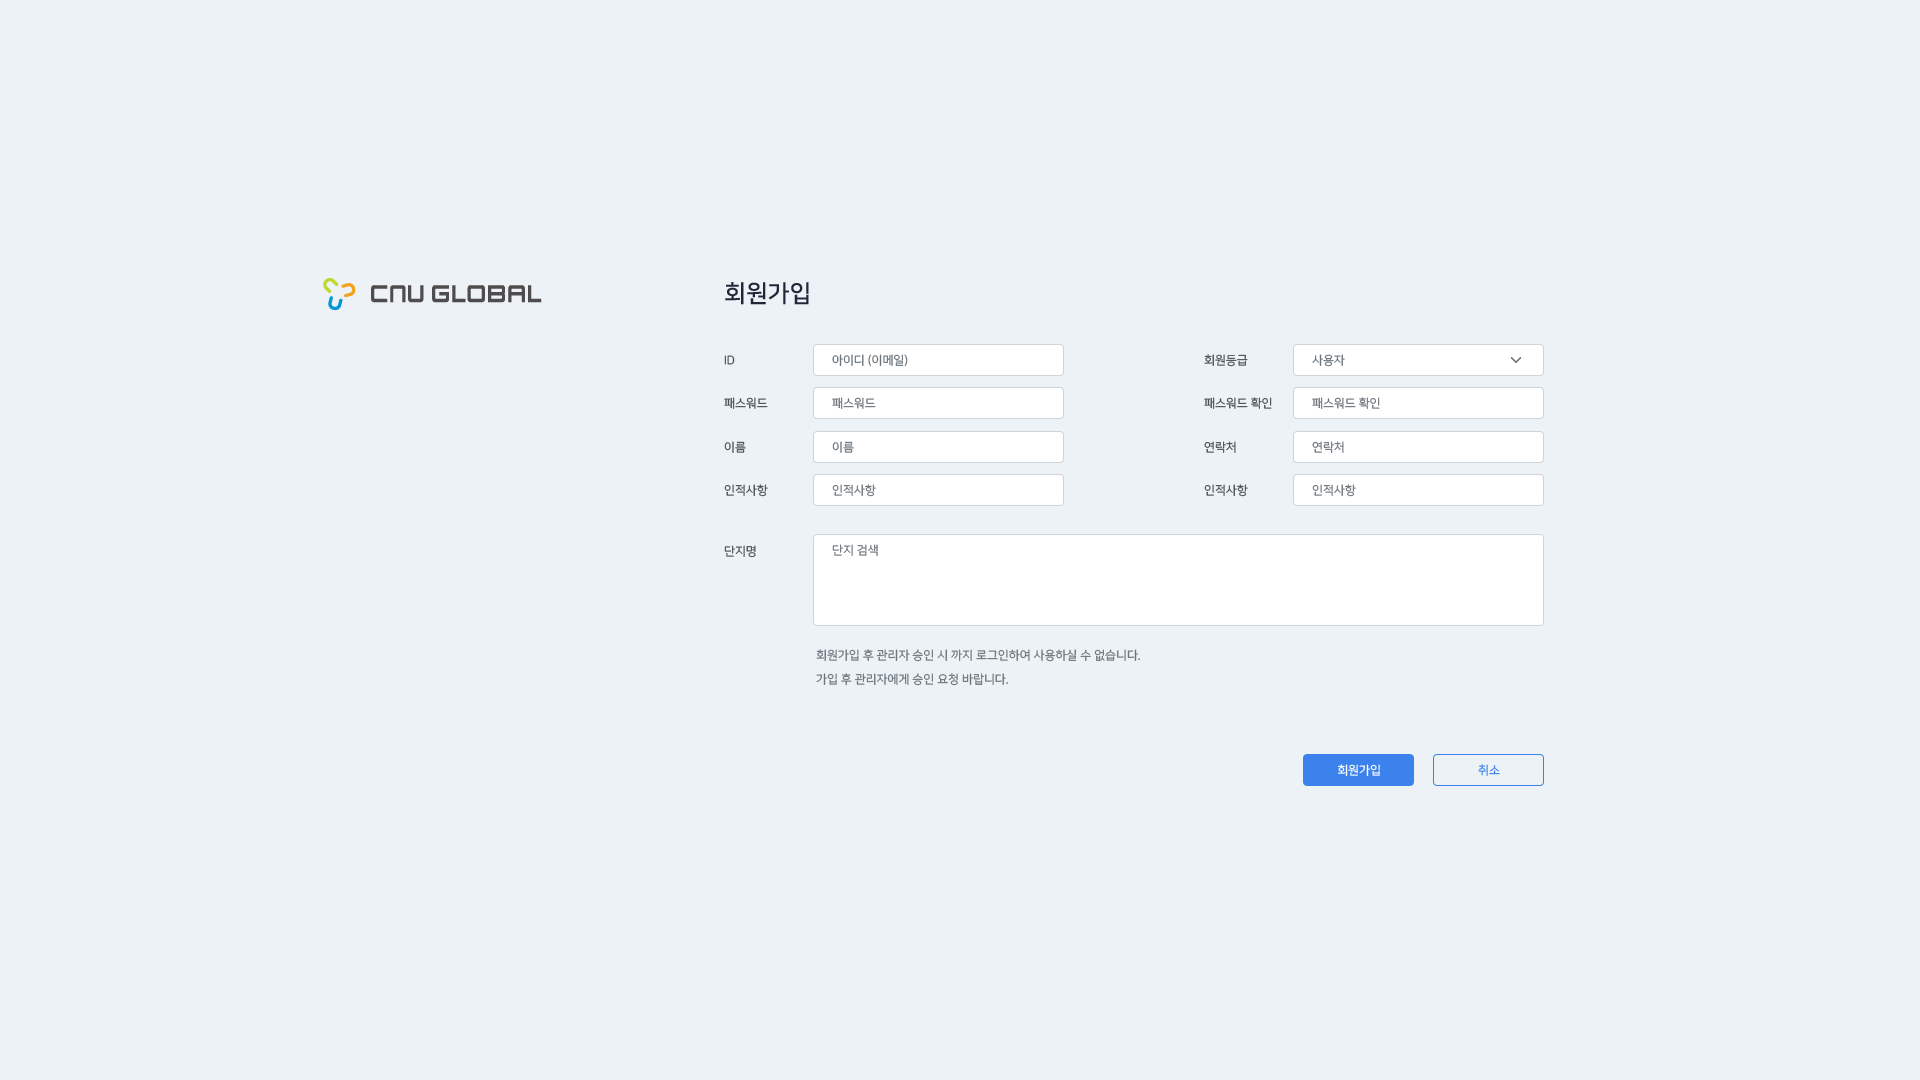 CNU GLOBAL
회원가입
ID
아이디 (이메일)
회원등급
사용자
패스워드
패스워드
패스워드 확인
패스워드 확인
이름
이름
연락처
연락처
인적사항
인적사항
인적사항
인적사항
단지명
단지 검색
회원가입 후 관리자 승인 시 까지 로그인하여 사용하실 수 없습니다.
가입 후 관리자에게 승인 요청 바랍니다.
회원가입
취소